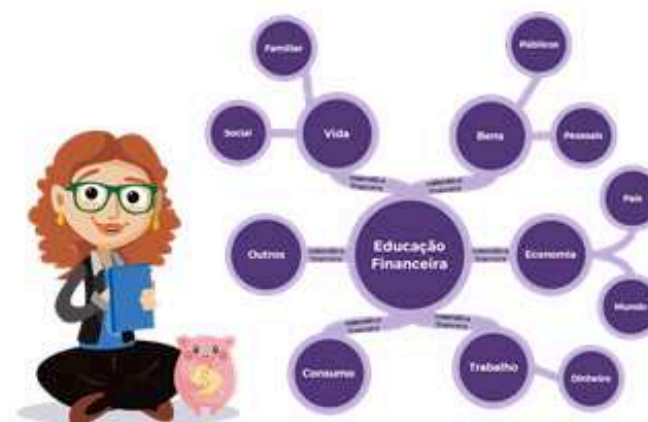 Familiar
Públicos
Social
Vida
Bens
Pessoais
País
Outros
Educação
Financeira
Economia
Mundo
Consumo
Trabalho
Dinheiro